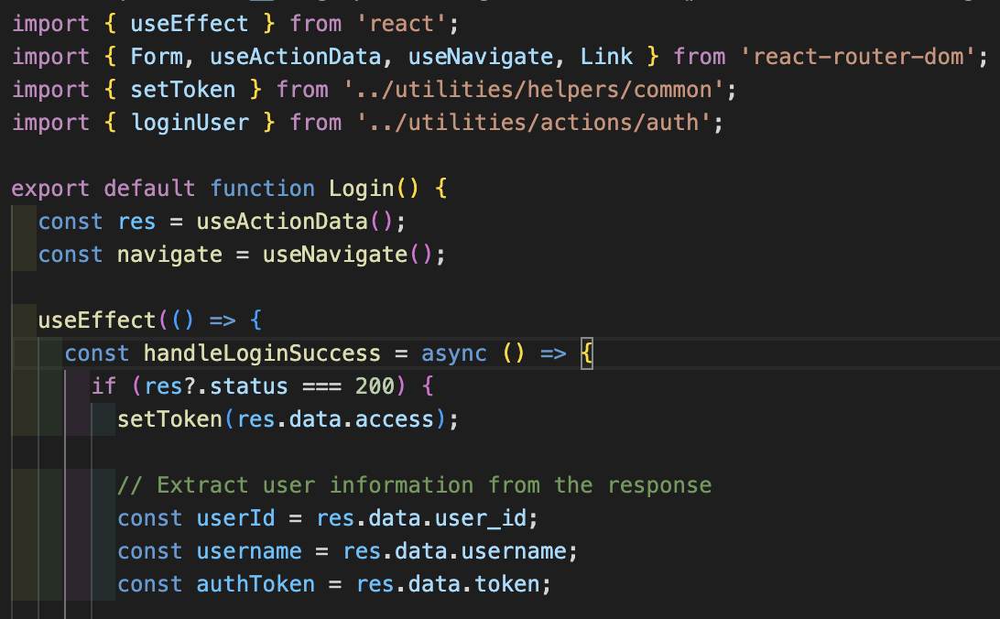 import { useEffect } from 'react';
import { Form, useActionData, useNavigate, Link } from 'react-router-dom';
import { setToken } from '../utilities/helpers/common';
import { loginUser } from '../utilities/actions/auth';
export default function Login() {
const res = useActionData();
const navigate = useNavigate();
useEffect(() => {
const handleLoginSuccess = async () => {
if (res?.status === 200) {
setToken(res.data.access);
// Extract user information from the response
const userId = res.data.user_id;
const username = res.data.username;
const authToken = res.data.token;